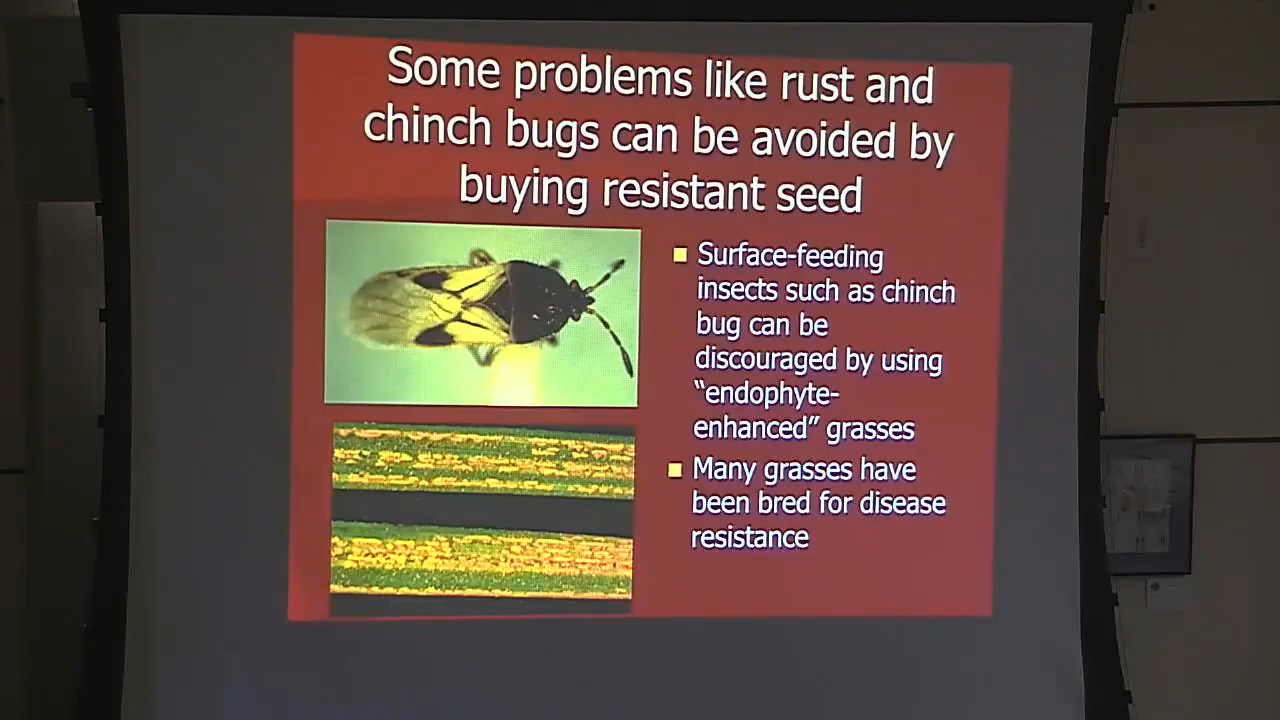 Some problems like rust and
chinch bugs can be avoided by
buying resistant seed
Surface-feeding
insects such as chinch
bug can be
discouraged by using
“endophyte-
enhanced” grasses
Many grasses have
been bred for disease
resistance